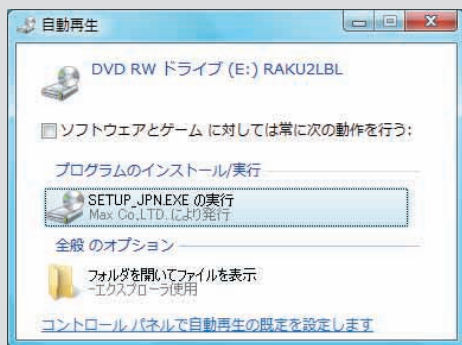 自動再生
DVD RW ドライブ (E:) RAKU2LBL
ソフトウェアとゲーム に対しては常に次の動作を行う:
プログラムのインストール/実行
SETUP_JPN.EXE の実行
Max Co,LTD. により発行
全般 のオプション
フォルダを開いてファイルを表示
-エクスプローラ使用
コントロール パネルで自動再生の既定を設定します